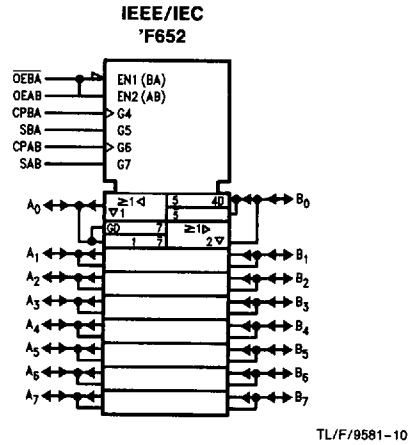 IEEE/IEC
'F652
OEBA EN1 (BA)
OEAB EN2 (AB)
CPBA G4
SBA G5
CPAB G6
SAB G7
A0 ≥1 5 4D B0
∇1 5
GD 7 ≥1
1 7 2∇
A1 B1
A2 B2
A3 B3
A4 B4
A5 B5
A6 B6
A7 B7
TL/F/9581-10